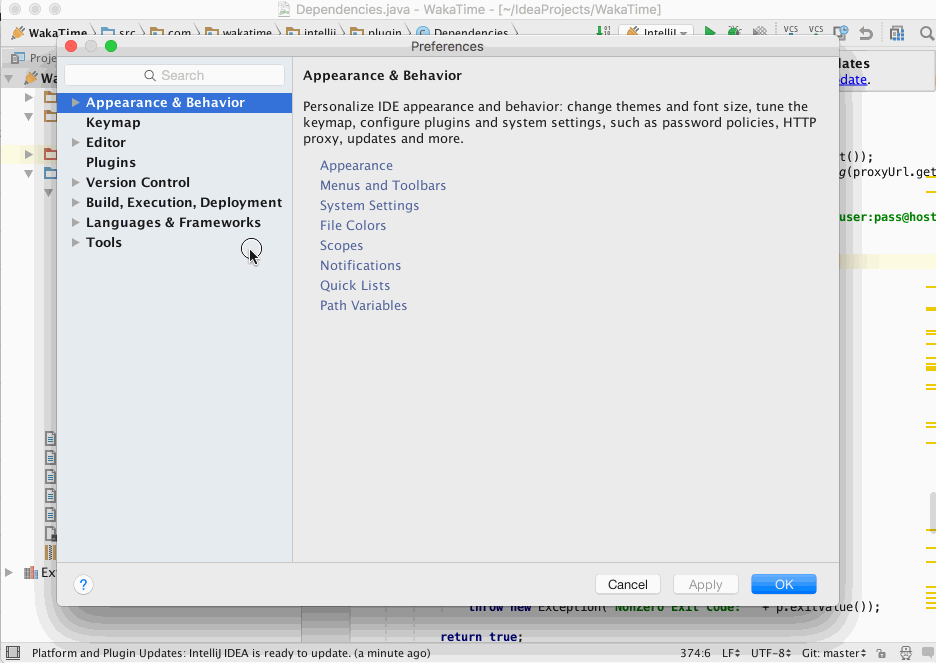 Dependencies.java - WakaTime - [~/IdeaProjects/WakaTime]
WakaTime src com wakatime intellij plugin Dependencies IntelliJ VCS VCS
Preferences
Search
Appearance & Behavior
Keymap
Editor
Plugins
Version Control
Build, Execution, Deployment
Languages & Frameworks
Tools
Appearance & Behavior
Personalize IDE appearance and behavior: change themes and font size, tune the
keymap, configure plugins and system settings, such as password policies, HTTP
proxy, updates and more.
Appearance
Menus and Toolbars
System Settings
File Colors
Scopes
Notifications
Quick Lists
Path Variables
?
Cancel
Apply
OK
Proje
Wa
Ex
ates
date.
t());
g(proxyUrl.get
user:pass@host
throw new Exception("NonZero Exit Code: " + p.exitValue());
return true;
Platform and Plugin Updates: IntelliJ IDEA is ready to update. (a minute ago)
374:6 LF UTF-8 Git: master